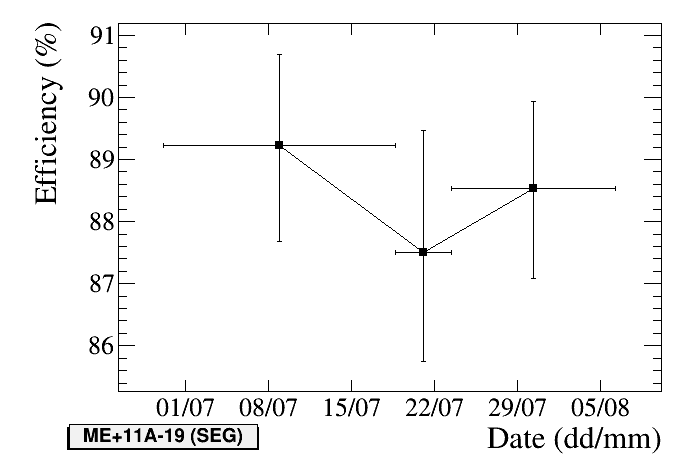 Efficiency (%)
91
90
89
88
87
86
01/07 08/07 15/07 22/07 29/07 05/08
ME+11A-19 (SEG)
Date (dd/mm)